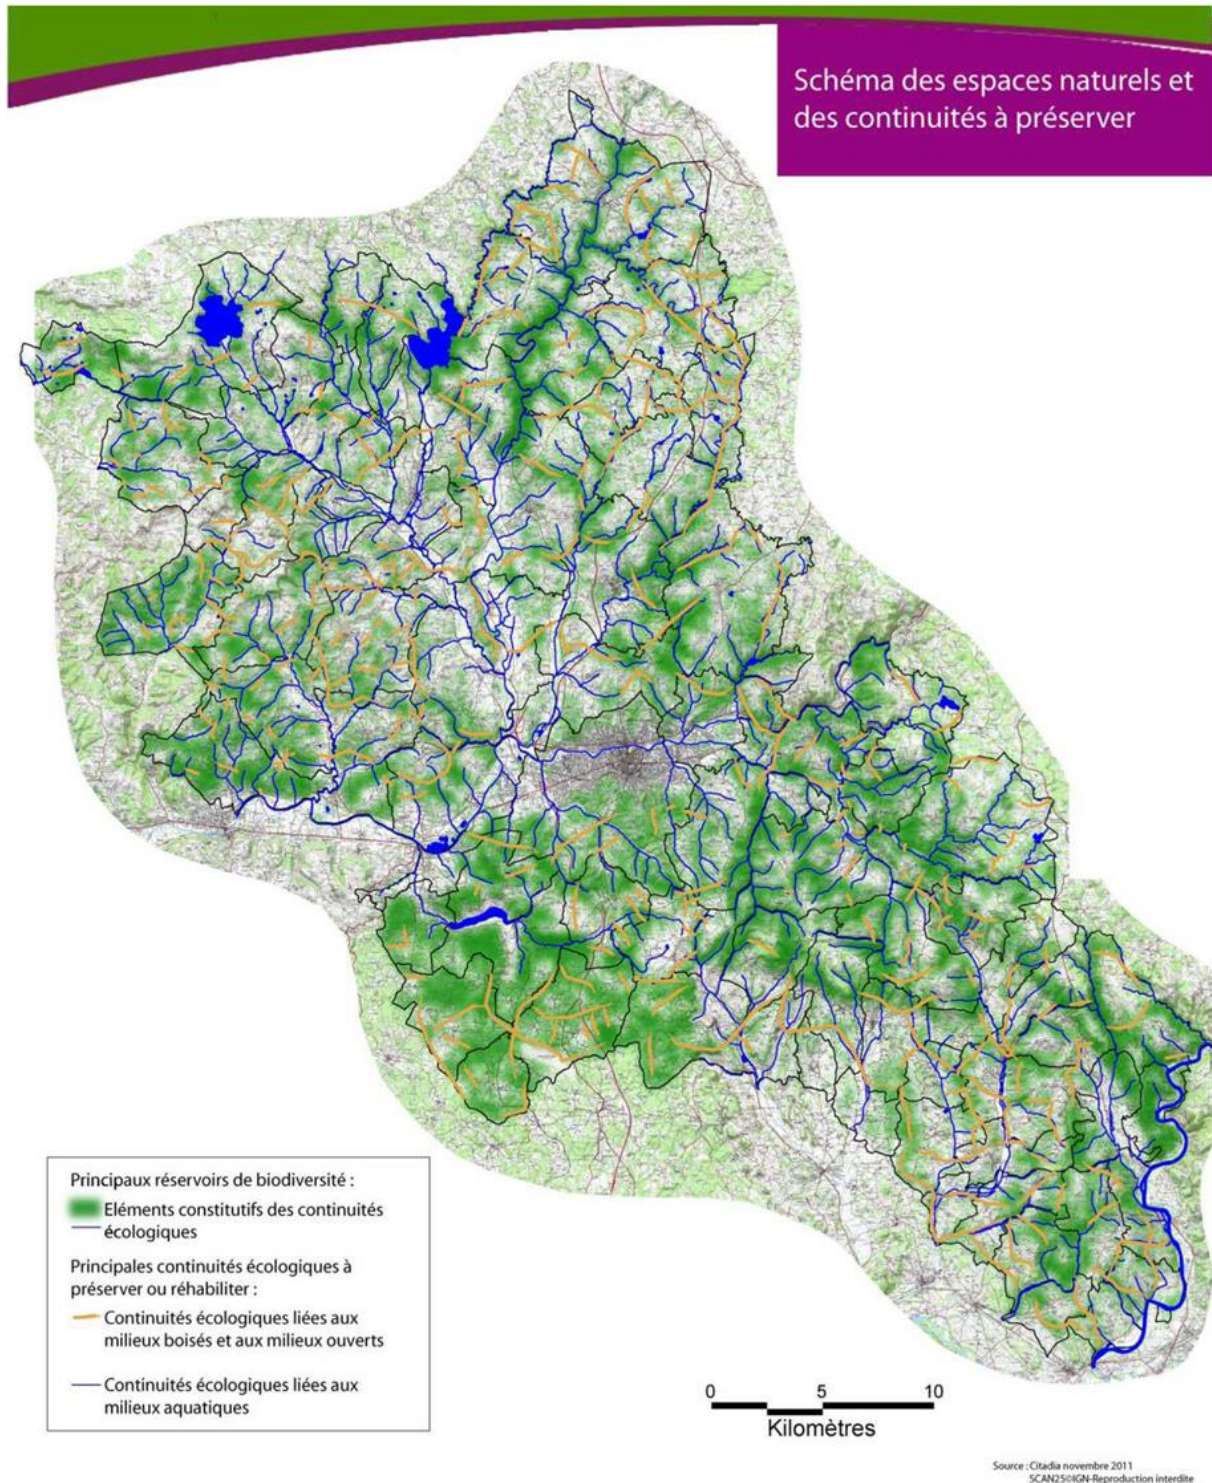 Schéma des espaces naturels et
des continuités à préserver
Principaux réservoirs de biodiversité :
Eléments constitutifs des continuités
écologiques
Principales continuités écologiques à
préserver ou réhabiliter :
Continuités écologiques liées aux
milieux boisés et aux milieux ouverts
Continuités écologiques liées aux
milieux aquatiques
0 5 10
Kilomètres
Source : Citadia novembre 2011
SCAN25©IGN-Reproduction interdite